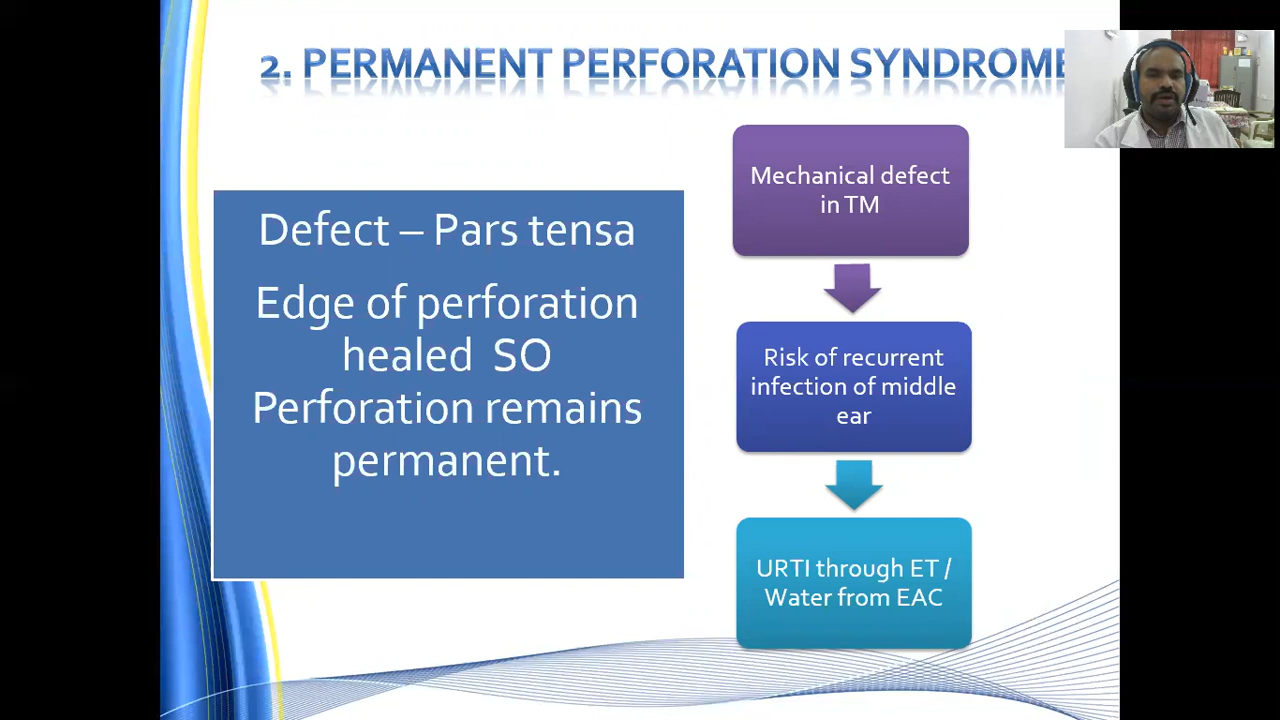 2. PERMANENT PERFORATION SYNDROME
Defect – Pars tensa
Edge of perforation
healed SO
Perforation remains
permanent.
Mechanical defect
in TM
Risk of recurrent
infection of middle
ear
URTI through ET /
Water from EAC